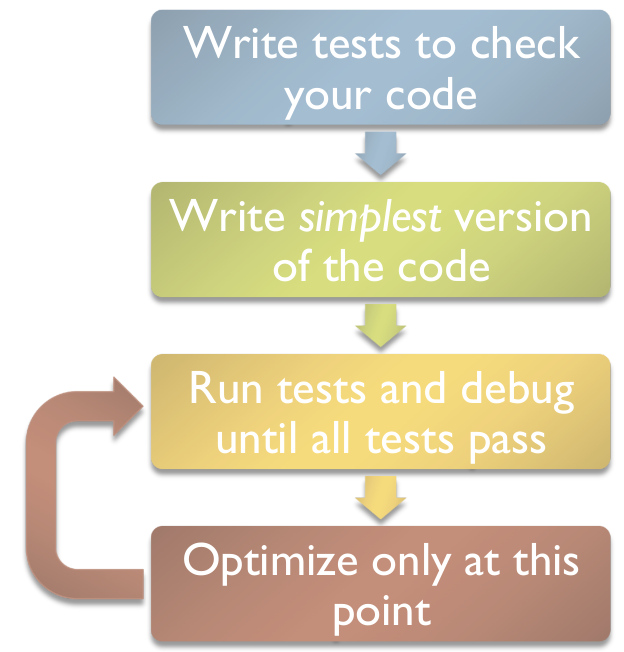 Write tests to check
your code
Write simplest version
of the code
Run tests and debug
until all tests pass
Optimize only at this
point